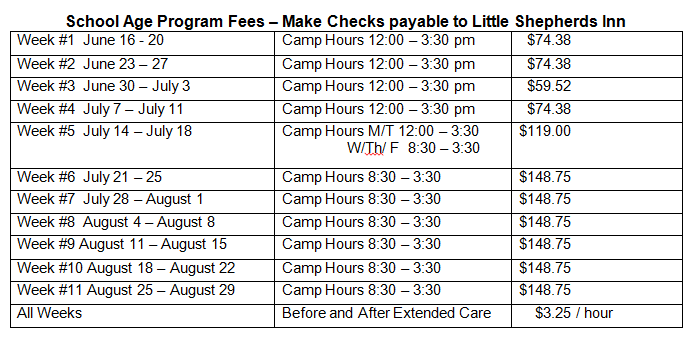 School Age Program Fees – Make Checks payable to Little Shepherds Inn
Week #1 June 16 - 20 Camp Hours 12:00 – 3:30 pm $74.38
Week #2 June 23 – 27 Camp Hours 12:00 – 3:30 pm $74.38
Week #3 June 30 – July 3 Camp Hours 12:00 – 3:30 pm $59.52
Week #4 July 7 – July 11 Camp Hours 12:00 – 3:30 pm $74.38
Week #5 July 14 – July 18 Camp Hours M/T 12:00 – 3:30 $119.00
W/Th/ F 8:30 – 3:30
Week #6 July 21 – 25 Camp Hours 8:30 – 3:30 $148.75
Week #7 July 28 – August 1 Camp Hours 8:30 – 3:30 $148.75
Week #8 August 4 – August 8 Camp Hours 8:30 – 3:30 $148.75
Week #9 August 11 – August 15 Camp Hours 8:30 – 3:30 $148.75
Week #10 August 18 – August 22 Camp Hours 8:30 – 3:30 $148.75
Week #11 August 25 – August 29 Camp Hours 8:30 – 3:30 $148.75
All Weeks Before and After Extended Care $3.25 / hour